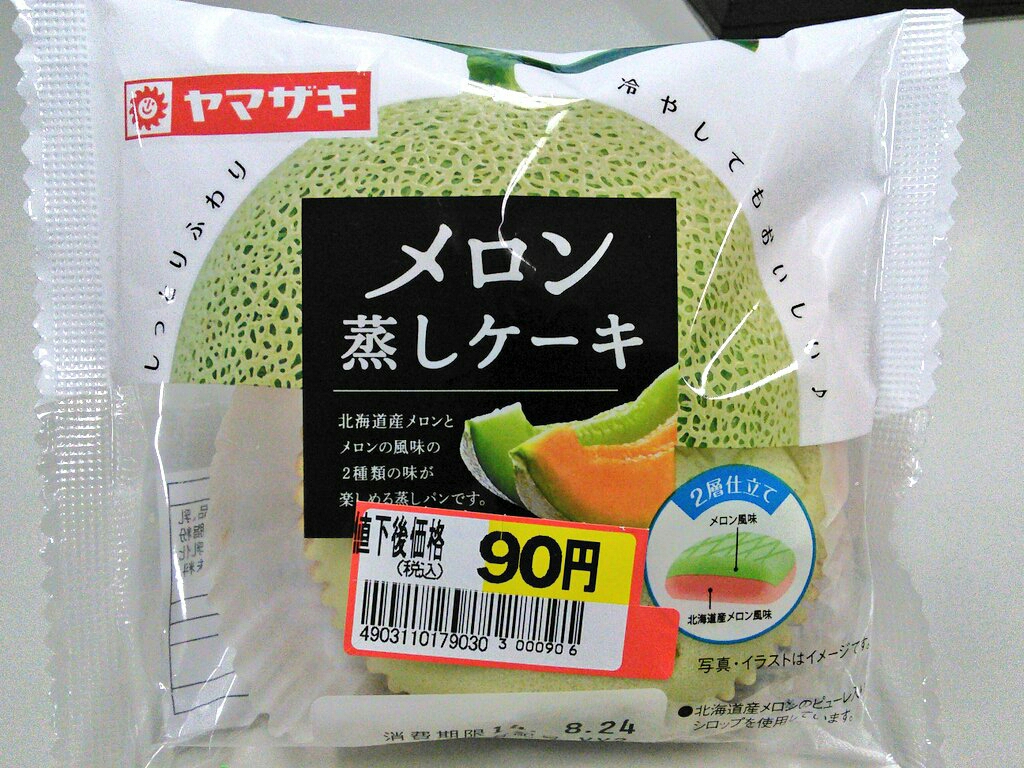 ヤマザキ
しっとりふわり
冷やしてもおいしい♪
メロン
蒸しケーキ
北海道産メロンと
メロンの風味の
2種類の味が
楽しめる蒸しパンです。
2層仕立て
メロン風味
北海道産メロン風味
値下後価格
(税込)
90円
4903110179030 3 000906
写真・イラストはイメージです。
●北海道産メロンのピューレ入り
シロップを使用しています。
消費期限
8.24